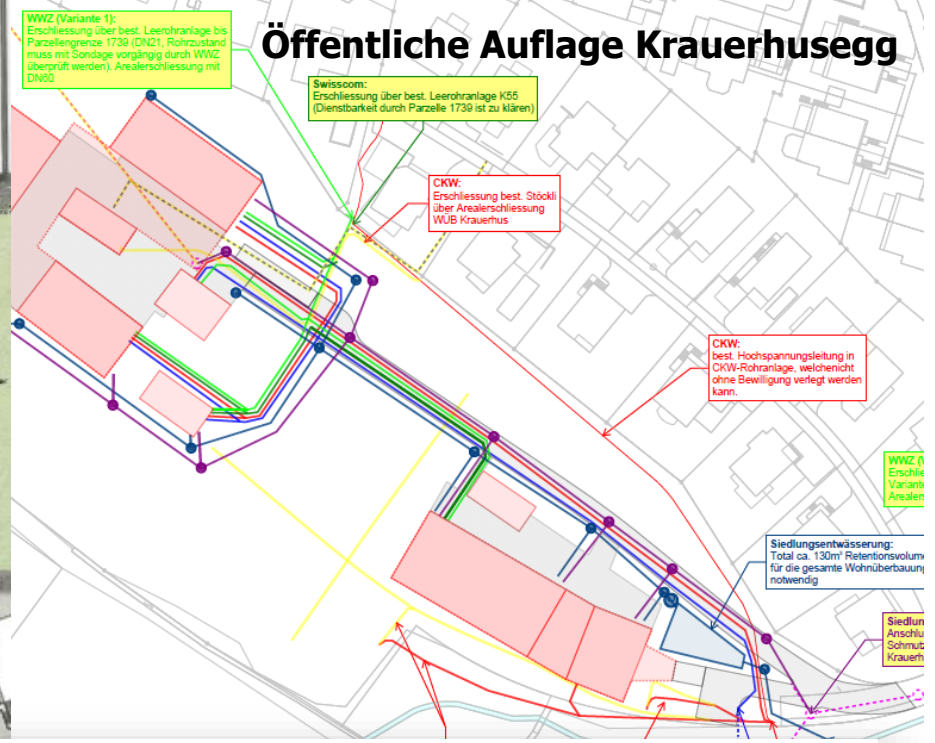 Öffentliche Auflage Krauerhusegg
WWZ (Variante 1):
Erschliessung über best. Leerohranlage bis
Parzellengrenze 1739 (DN21, Rohrzustand
muss mit Sondage vorgängig durch WWZ
überprüft werden). Arealerschliessung mit
DN60
Swisscom:
Erschliessung über best. Leerohranlage K55
(Dienstbarkeit durch Parzelle 1739 ist zu klären)
CKW:
Erschliessung best. Stöckli
über Arealerschliessung
WÜB Krauerhus
CKW:
best. Hochspannungsleitung in
CKW-Rohranlage, welchenicht
ohne Bewilligung verlegt werden
kann.
WWZ (V
Erschlie
Variante
Arealers
Siedlungsentwässerung:
Total ca. 130m³ Retentionsvolume
für die gesamte Wohnüberbauung
notwendig
Siedlun
Anschlu
Schmutz
Krauerh